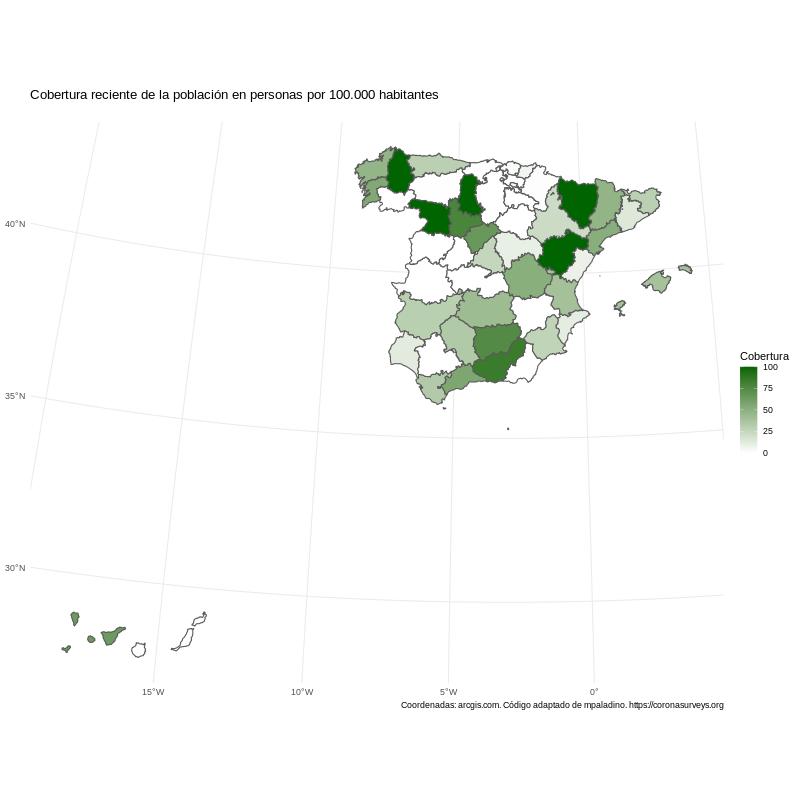 Cobertura reciente de la población en personas por 100.000 habitantes
40°N
35°N
30°N
15°W
10°W
5°W
0°
Cobertura
100
75
50
25
0
Coordenadas: arcgis.com. Código adaptado de mpaladino. https://coronasurveys.org